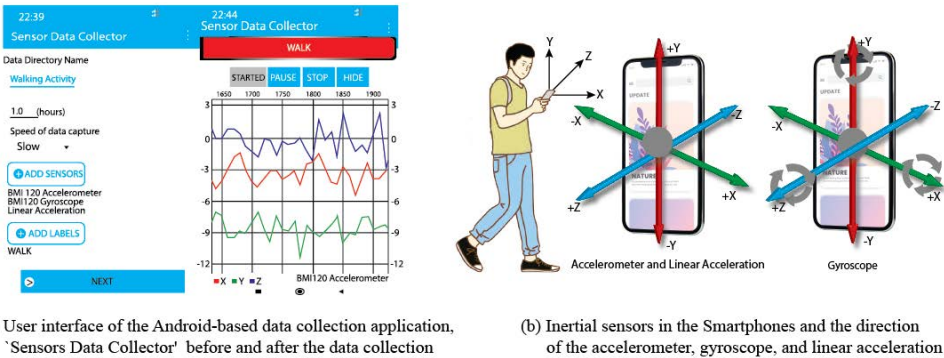 22:39
Sensor Data Collector
Data Directory Name
Walking Activity
1.0 (hours)
Speed of data capture
Slow
ADD SENSORS
BMI 120 Accelerometer
BMI120 Gyroscope
Linear Acceleration
ADD LABELS
WALK
NEXT
22:44
Sensor Data Collector
WALK
STARTED PAUSE STOP HIDE
1650 1700 1750 1800 1850 1900
3 3
0 0
-3 -3
-6 -6
-9 -9
-12 -12
X Y Z BMI120 Accelerometer
User interface of the Android-based data collection application,
`Sensors Data Collector' before and after the data collection
Y
Z
X
+Y
UPDATE
-Z
-X
NATURE
+X
+Z
-Y
Accelerometer and Linear Acceleration
+Y
UPDATE
-Z
-X
NATURE
+X
+Z
-Y
Gyroscope
(b) Inertial sensors in the Smartphones and the direction
of the accelerometer, gyroscope, and linear acceleration